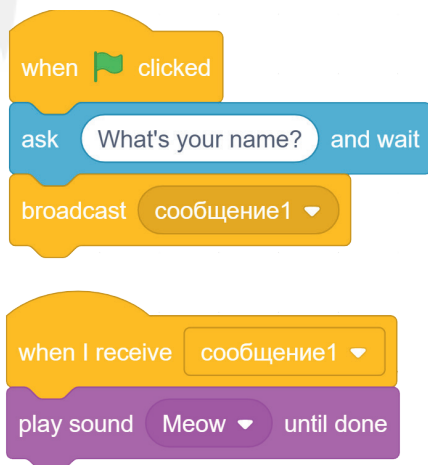 when clicked
ask What's your name? and wait
broadcast сообщение1
when I receive сообщение1
play sound Meow until done